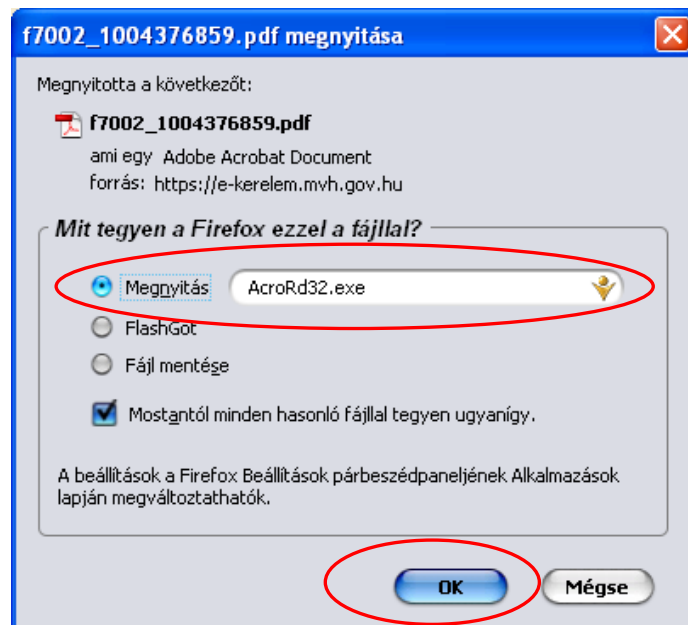 f7002_1004376859.pdf megnyitása
Megnyitotta a következőt:
f7002_1004376859.pdf
ami egy Adobe Acrobat Document
forrás: https://e-kerelem.mvh.gov.hu
Mit tegyen a Firefox ezzel a fájllal?
Megnyitás AcroRd32.exe
FlashGot
Fájl mentése
Mostantól minden hasonló fájllal tegyen ugyanígy.
A beállítások a Firefox Beállítások párbeszédpaneljének Alkalmazások
lapján megváltoztathatók.
OK Mégse